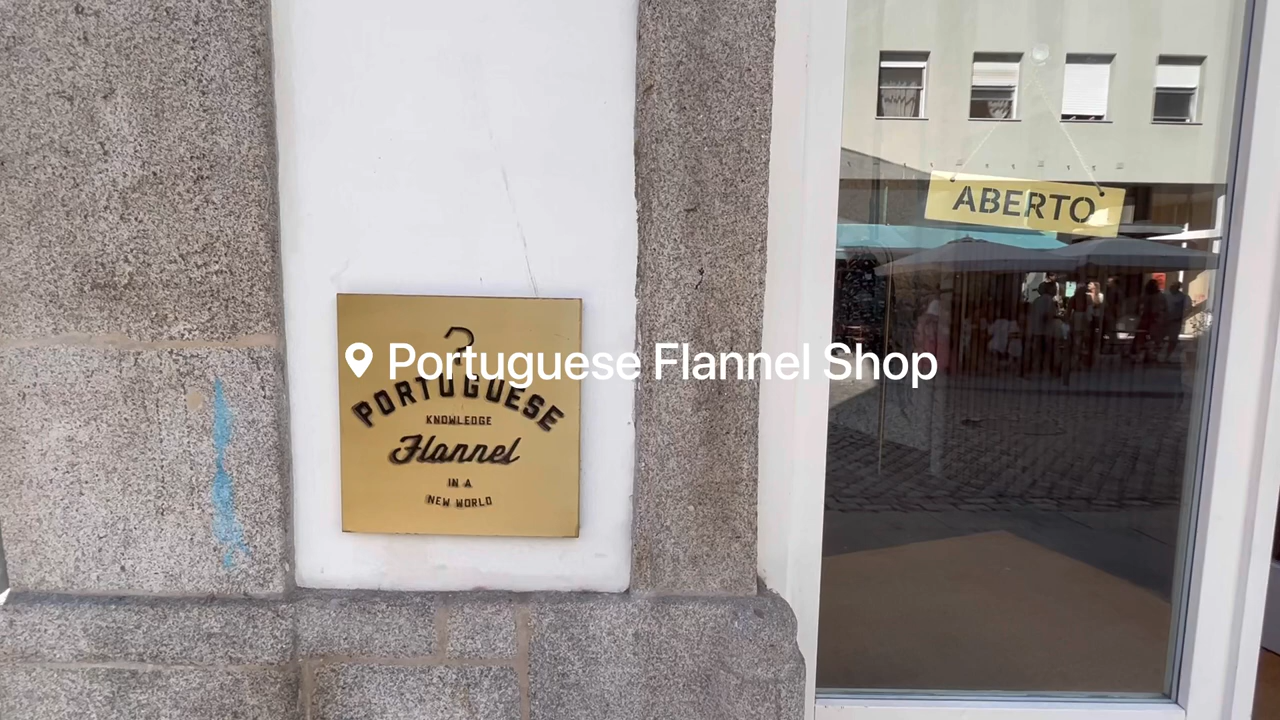 ABERTO
Portuguese Flannel Shop
PORTUGUESE
KNOWLEDGE
Flannel
IN A
NEW WORLD